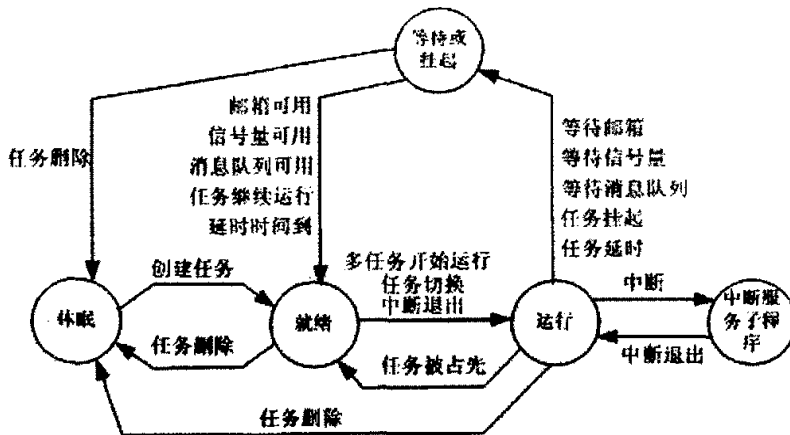 等待或
挂起
邮箱可用
信号量可用
消息队列可用
任务继续运行
延时时间到
等待邮箱
等待信号量
等待消息队列
任务挂起
任务延时
任务删除
创建任务
多任务开始运行
任务切换
中断退出
中断
休眠
就绪
运行
中断服
务子程
序
任务删除
任务被占先
中断退出
任务删除